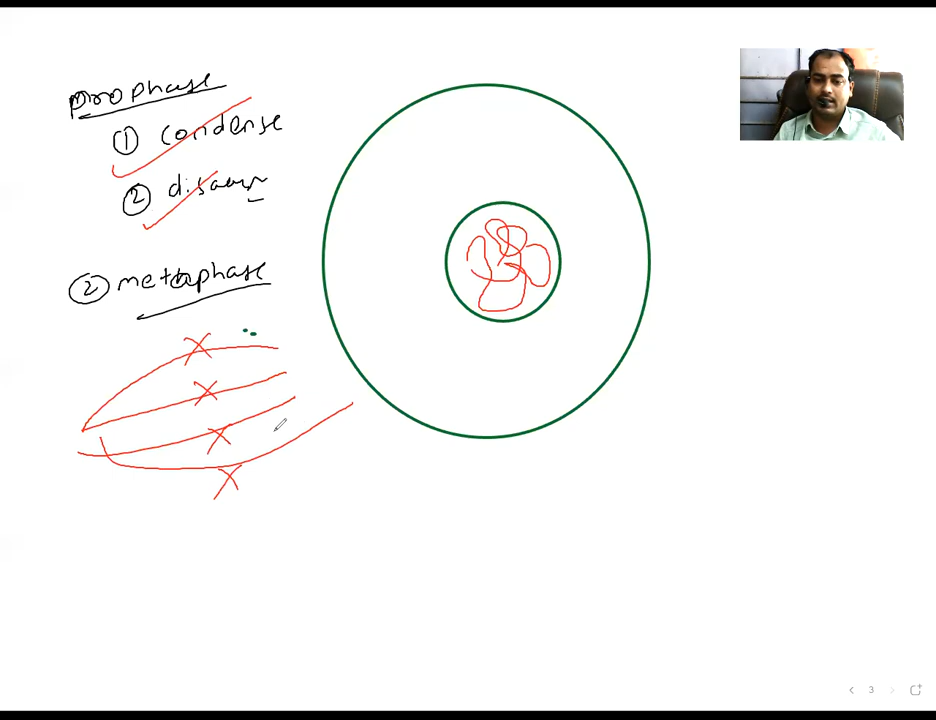 prophase
① condense
②
② metaphase
3